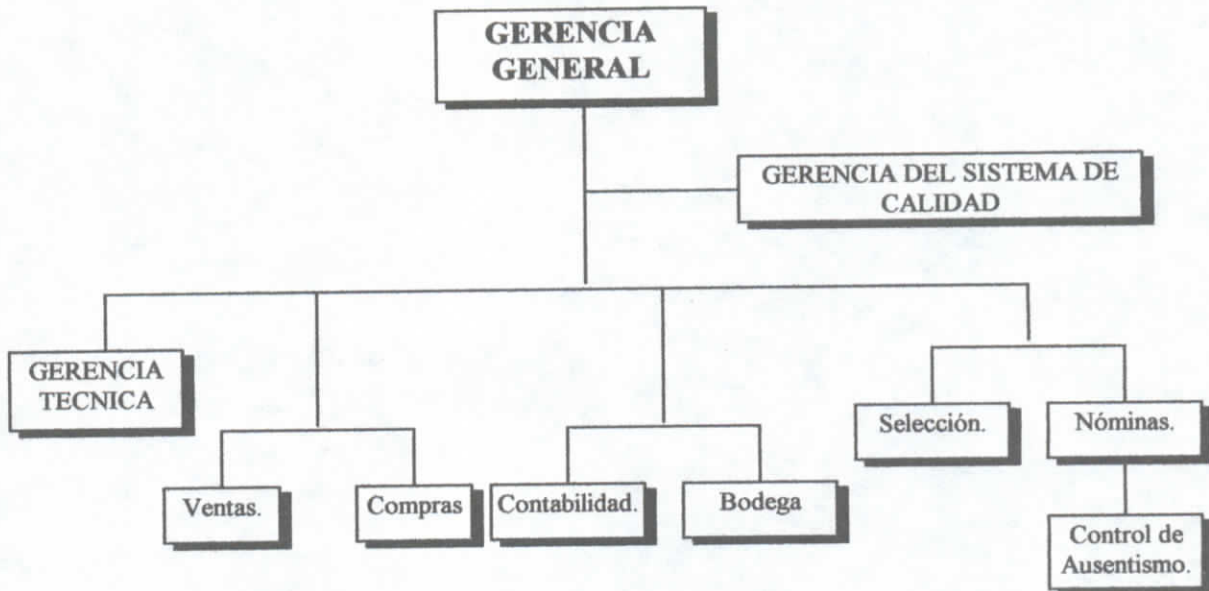 GERENCIA
GENERAL
GERENCIA DEL SISTEMA DE
CALIDAD
GERENCIA
TECNICA
Selección.
Nóminas.
Ventas.
Compras
Contabilidad.
Bodega
Control de
Ausentismo.